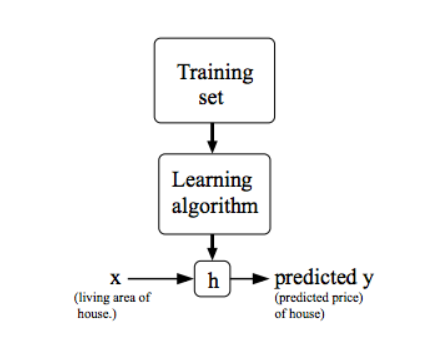 Training
set
Learning
algorithm
x
h
predicted y
(living area of
house.)
(predicted price)
of house)